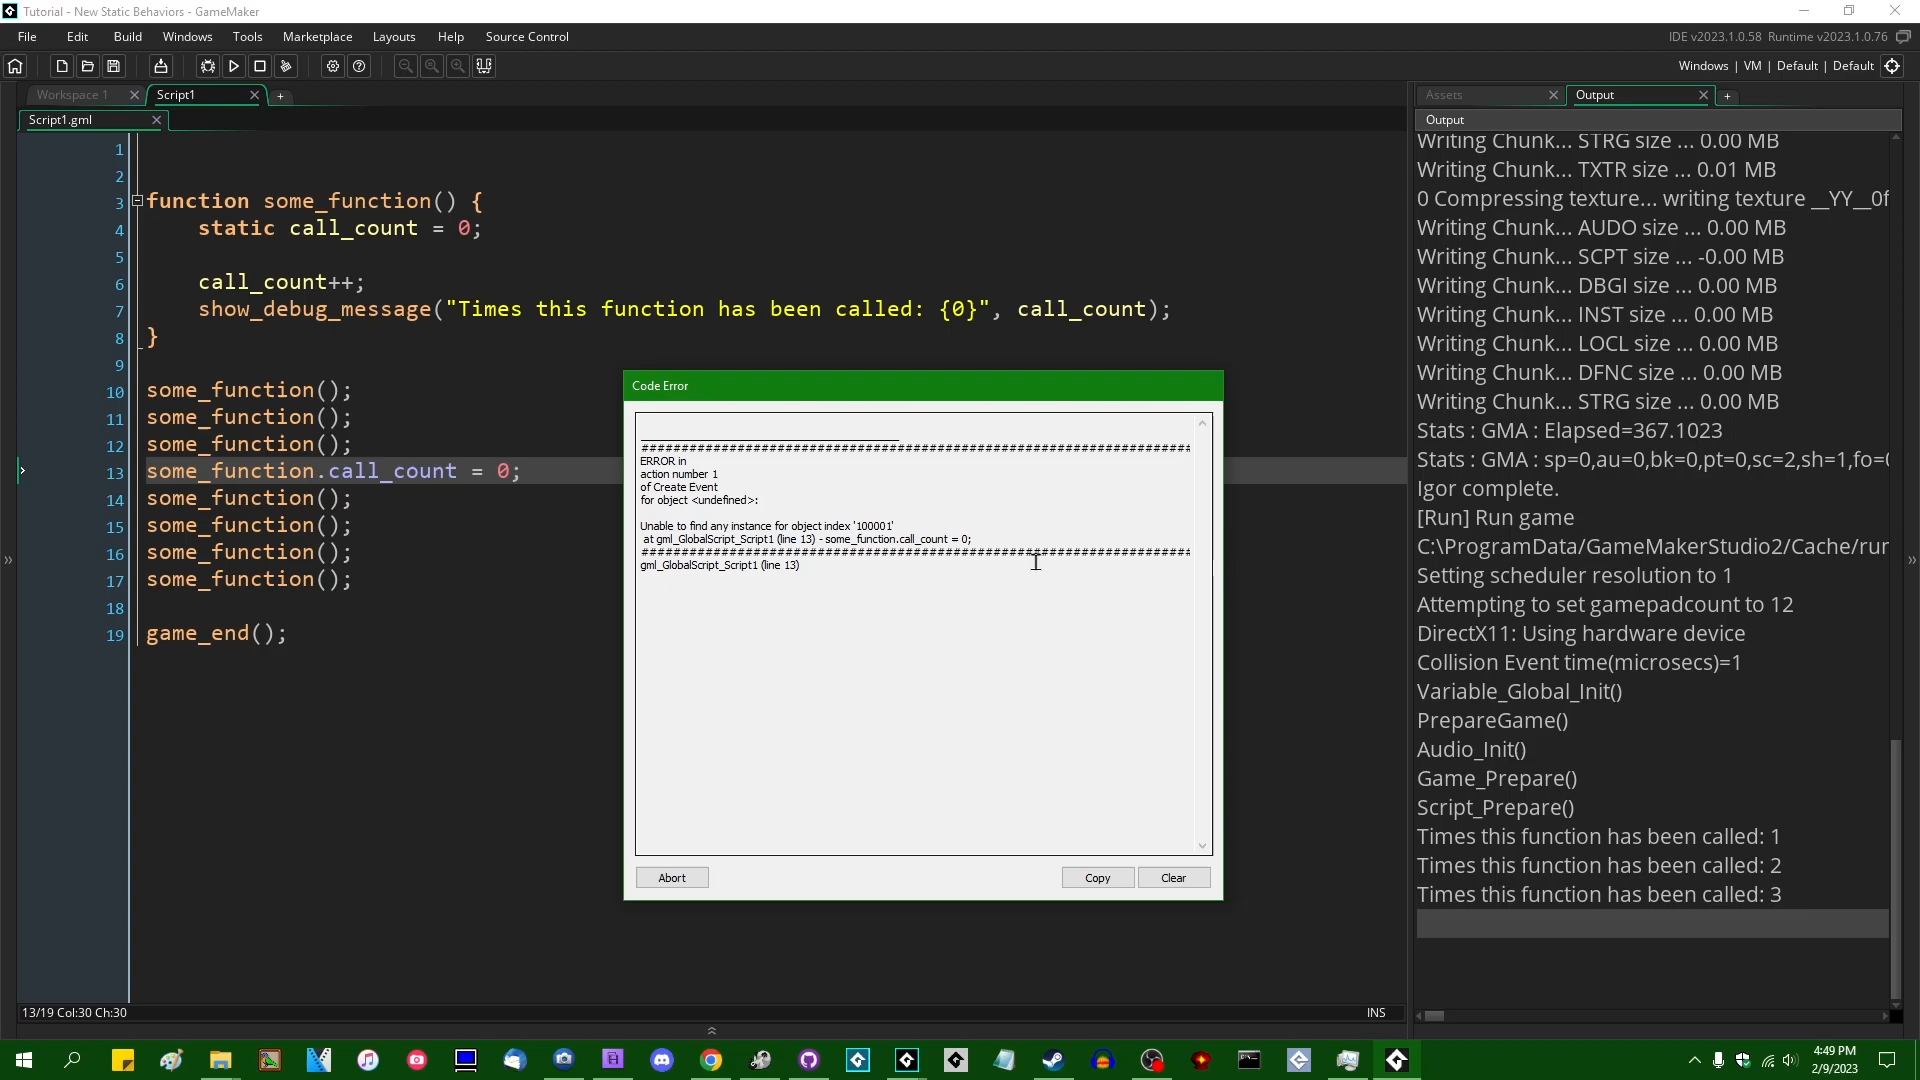 Tutorial - New Static Behaviors - GameMaker
File Edit Build Windows Tools Marketplace Layouts Help Source Control
IDE v2023.1.0.58 Runtime v2023.1.0.76
Windows | VM | Default | Default
Workspace 1
Script1
Assets
Output
Script1.gml
Output
1
2
3 function some_function() {
4 static call_count = 0;
5
6 call_count++;
7 show_debug_message("Times this function has been called: {0}", call_count);
8 }
9
10 some_function();
11 some_function();
12 some_function();
13 some_function.call_count = 0;
14 some_function();
15 some_function();
16 some_function();
17 some_function();
18
19 game_end();
Code Error
ERROR in
action number 1
of Create Event
for object <undefined>:
Unable to find any instance for object index '100001'
at gml_GlobalScript_Script1 (line 13) - some_function.call_count = 0;
gml_GlobalScript_Script1 (line 13)
Abort
Copy
Clear
Writing Chunk... STRG size ... 0.00 MB
Writing Chunk... TXTR size ... 0.01 MB
0 Compressing texture... writing texture __YY__0f
Writing Chunk... AUDO size ... 0.00 MB
Writing Chunk... SCPT size ... -0.00 MB
Writing Chunk... DBGI size ... 0.00 MB
Writing Chunk... INST size ... 0.00 MB
Writing Chunk... LOCL size ... 0.00 MB
Writing Chunk... DFNC size ... 0.00 MB
Writing Chunk... STRG size ... 0.00 MB
Stats : GMA : Elapsed=367.1023
Stats : GMA : sp=0,au=0,bk=0,pt=0,sc=2,sh=1,fo=
Igor complete.
[Run] Run game
C:\ProgramData/GameMakerStudio2/Cache/run
Setting scheduler resolution to 1
Attempting to set gamepadcount to 12
DirectX11: Using hardware device
Collision Event time(microsecs)=1
Variable_Global_Init()
PrepareGame()
Audio_Init()
Game_Prepare()
Script_Prepare()
Times this function has been called: 1
Times this function has been called: 2
Times this function has been called: 3
13/19 Col:30 Ch:30
INS
4:49 PM
2/9/2023